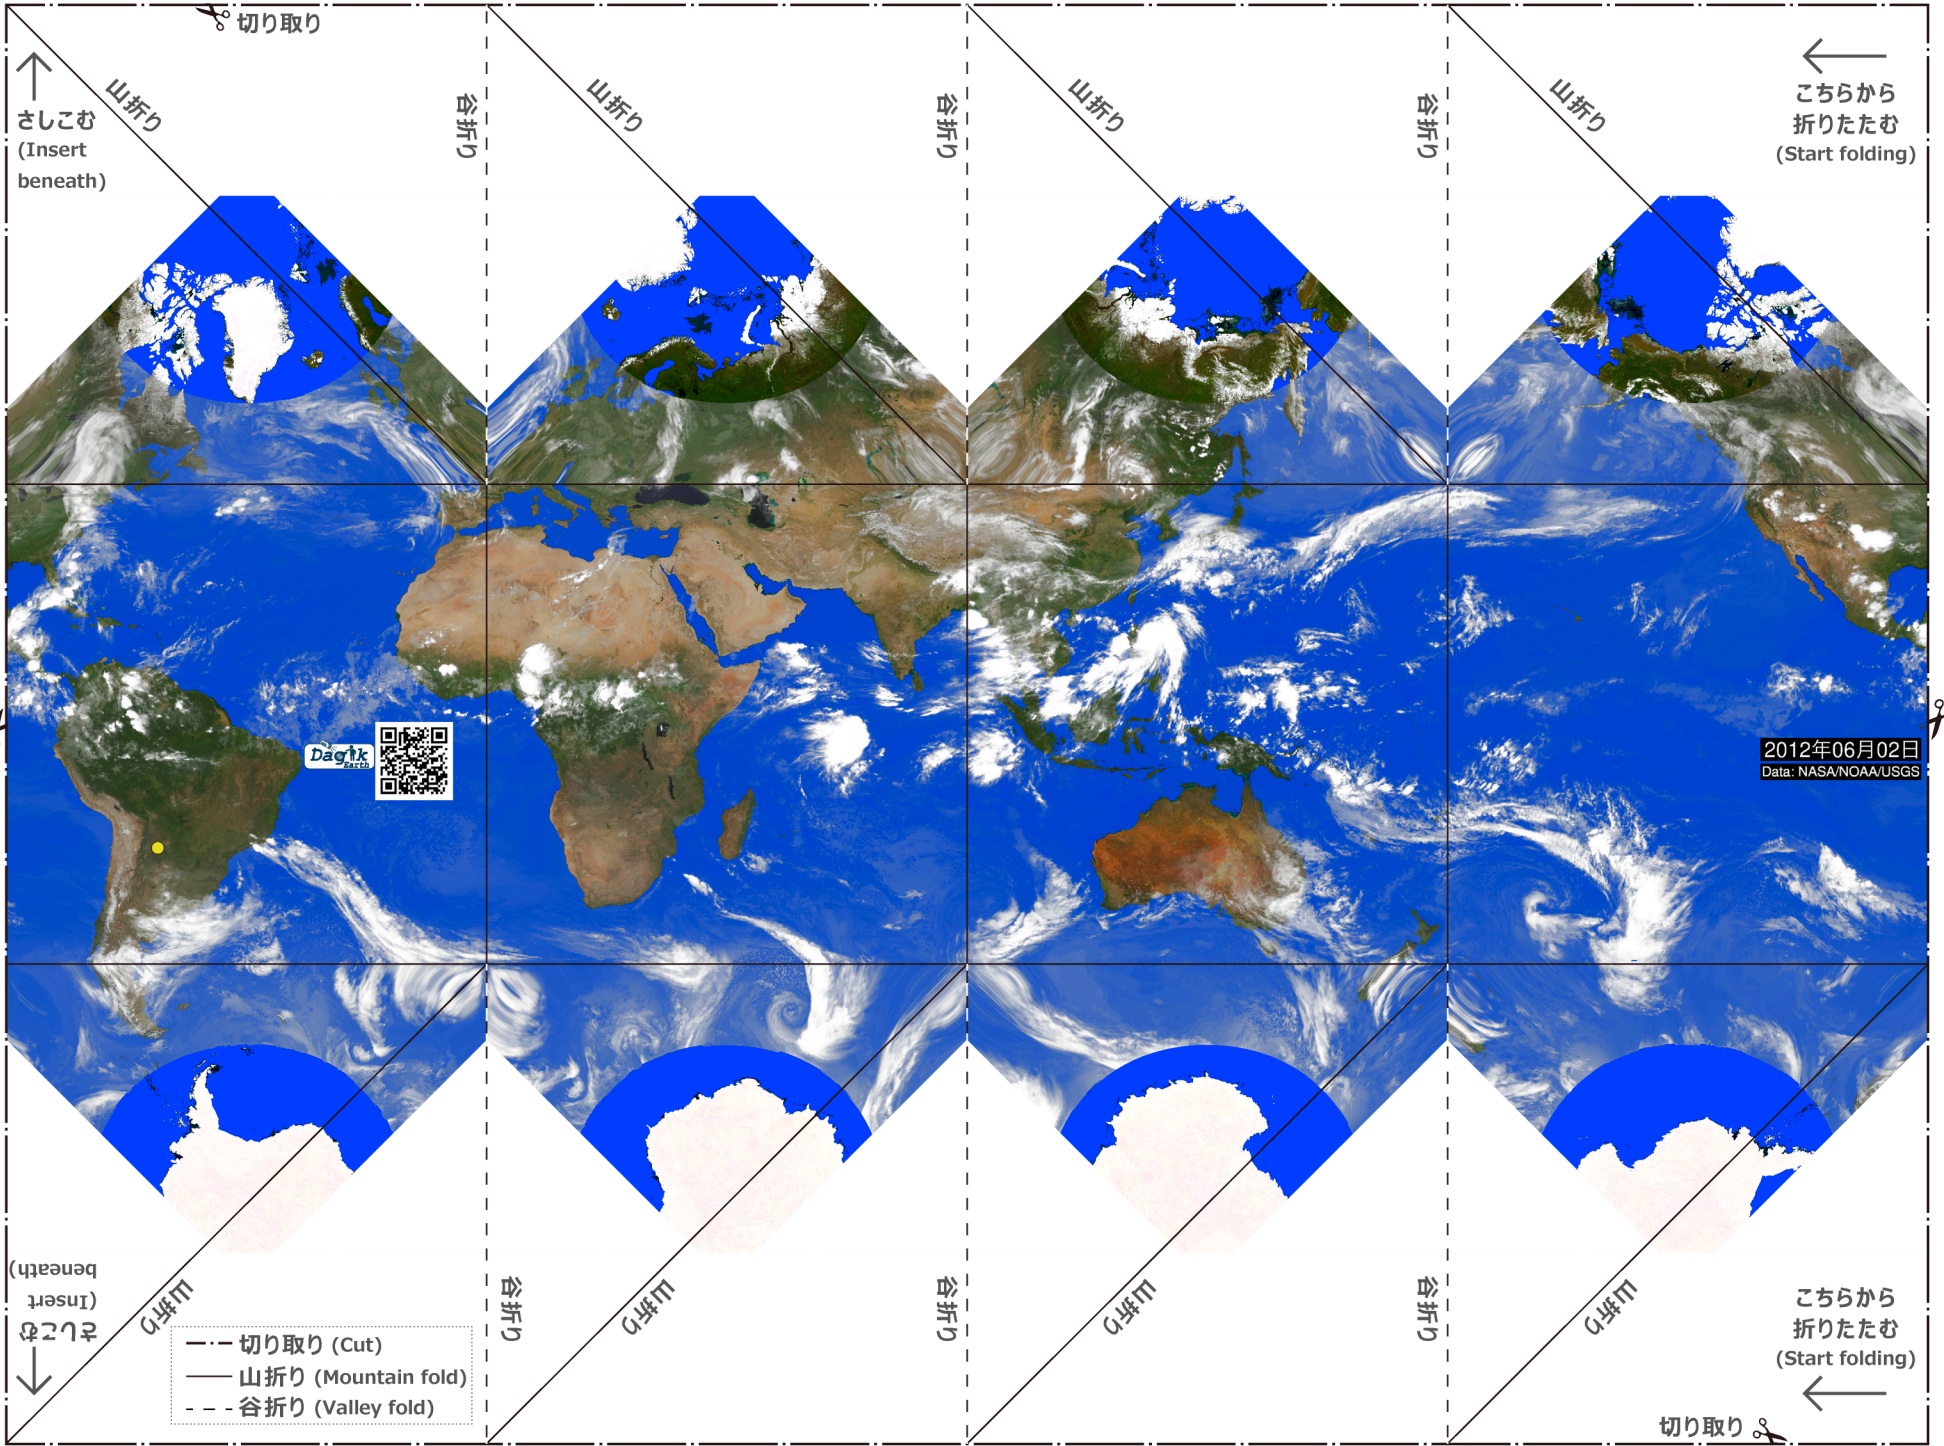 切り取り
山折り
谷折り
山折り
谷折り
山折り
谷折り
山折り
さしこむ
(Insert
beneath)
こちらから
折りたたむ
(Start folding)
Dagik
Earth
2012年06月02日
Data: NASA/NOAA/USGS
さしこむ
(Insert
beneath)
山折り
谷折り
山折り
谷折り
山折り
谷折り
山折り
切り取り (Cut)
山折り (Mountain fold)
谷折り (Valley fold)
こちらから
折りたたむ
(Start folding)
切り取り